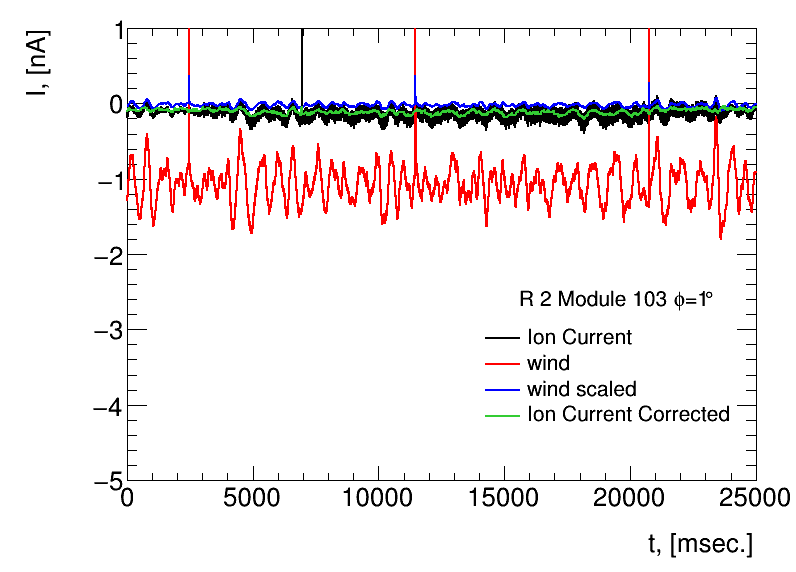 I, [nA]
1
0
−1
−2
−3
−4
−5
R 2 Module 103 ϕ=1°
Ion Current
wind
wind scaled
Ion Current Corrected
0 5000 10000 15000 20000 25000
t, [msec.]